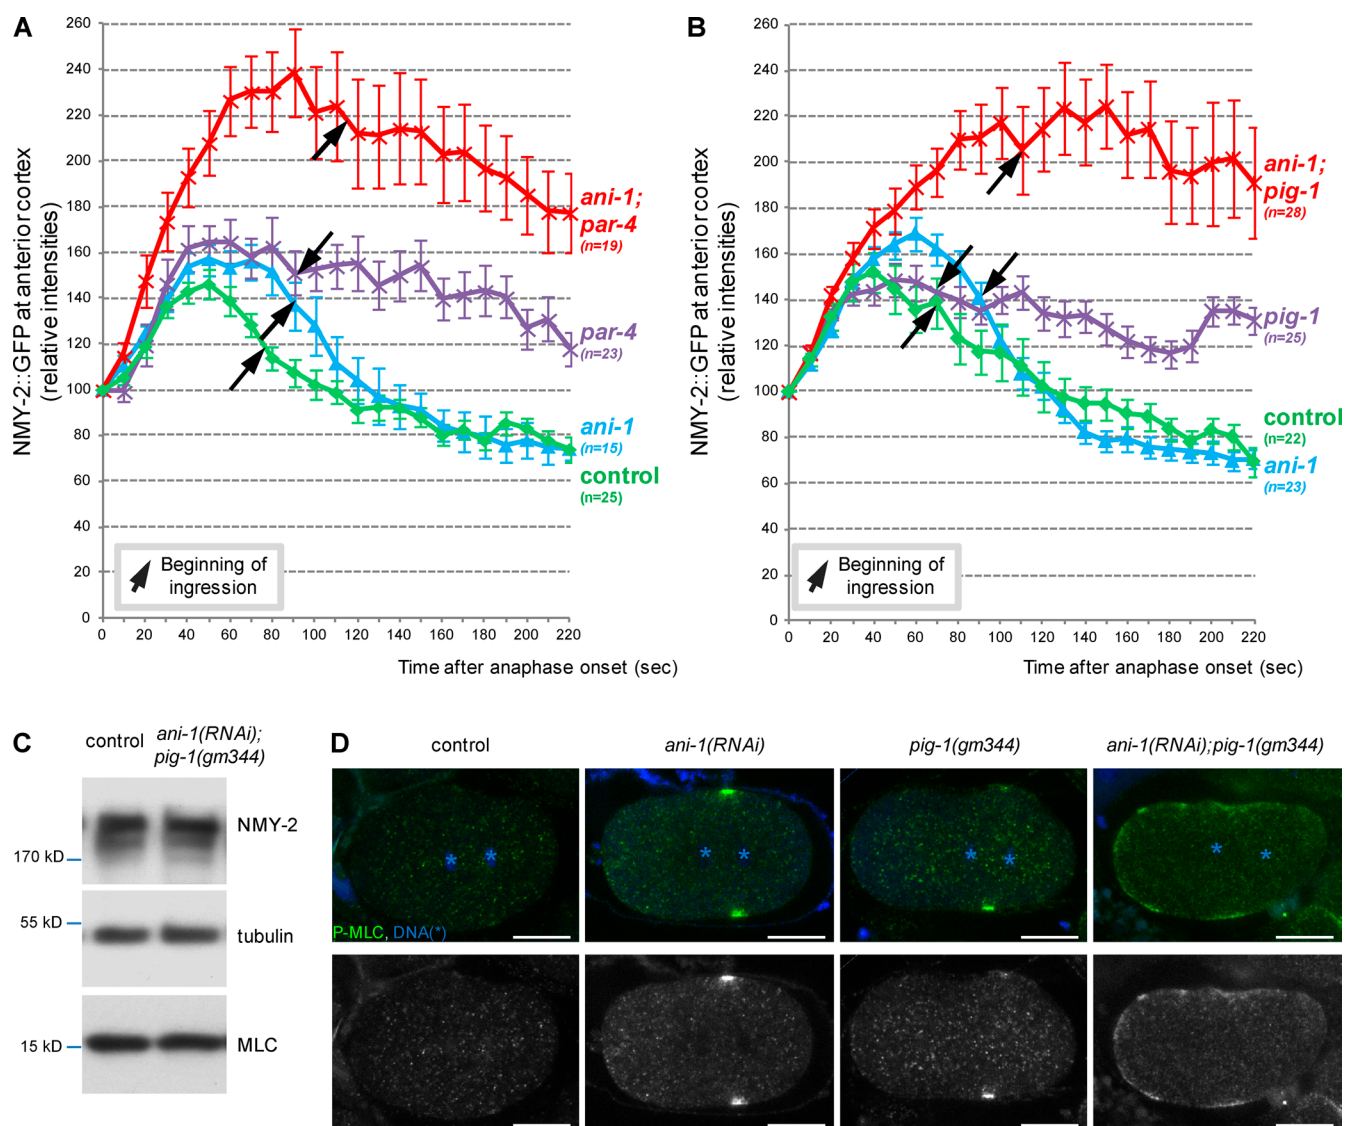 A
NMY-2::GFP at anterior cortex
(relative intensities)
260
240
220
200
180
160
140
120
100
80
60
40
20
0
0 20 40 60 80 100 120 140 160 180 200 220
Time after anaphase onset (sec)
ani-1;
par-4
(n=19)
par-4
(n=23)
ani-1
(n=15)
control
(n=25)
Beginning of
ingression
B
NMY-2::GFP at anterior cortex
(relative intensities)
260
240
220
200
180
160
140
120
100
80
60
40
20
0
0 20 40 60 80 100 120 140 160 180 200 220
Time after anaphase onset (sec)
ani-1;
pig-1
(n=28)
pig-1
(n=25)
control
(n=22)
ani-1
(n=23)
Beginning of
ingression
C
control
ani-1(RNAi);
pig-1(gm344)
NMY-2
170 kD
55 kD
tubulin
15 kD
MLC
D
control
ani-1(RNAi)
pig-1(gm344)
ani-1(RNAi);pig-1(gm344)
* * * * * * * *
P-MLC, DNA(*)